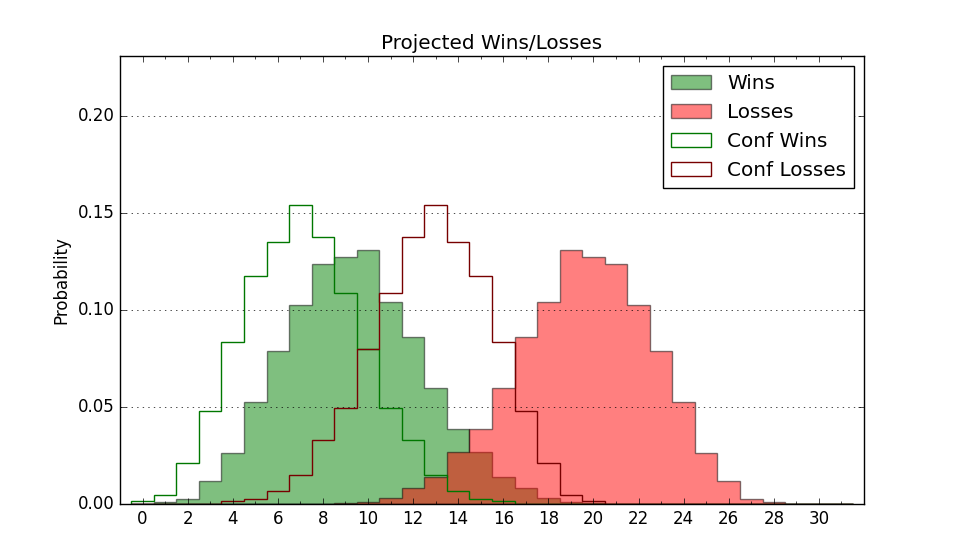 Projected Wins/Losses
Wins
Losses
Conf Wins
Conf Losses
Probability
0.20
0.15
0.10
0.05
0.00
0 2 4 6 8 10 12 14 16 18 20 22 24 26 28 30